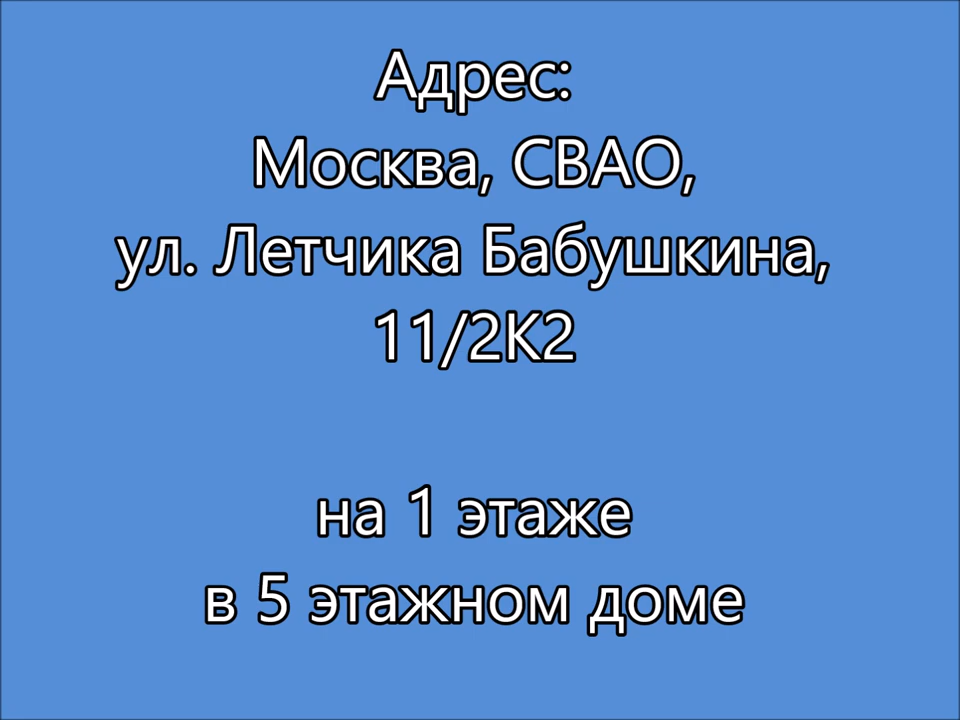 Адрес:
Москва, СВАО,
ул. Летчика Бабушкина,
11/2К2
на 1 этаже
в 5 этажном доме